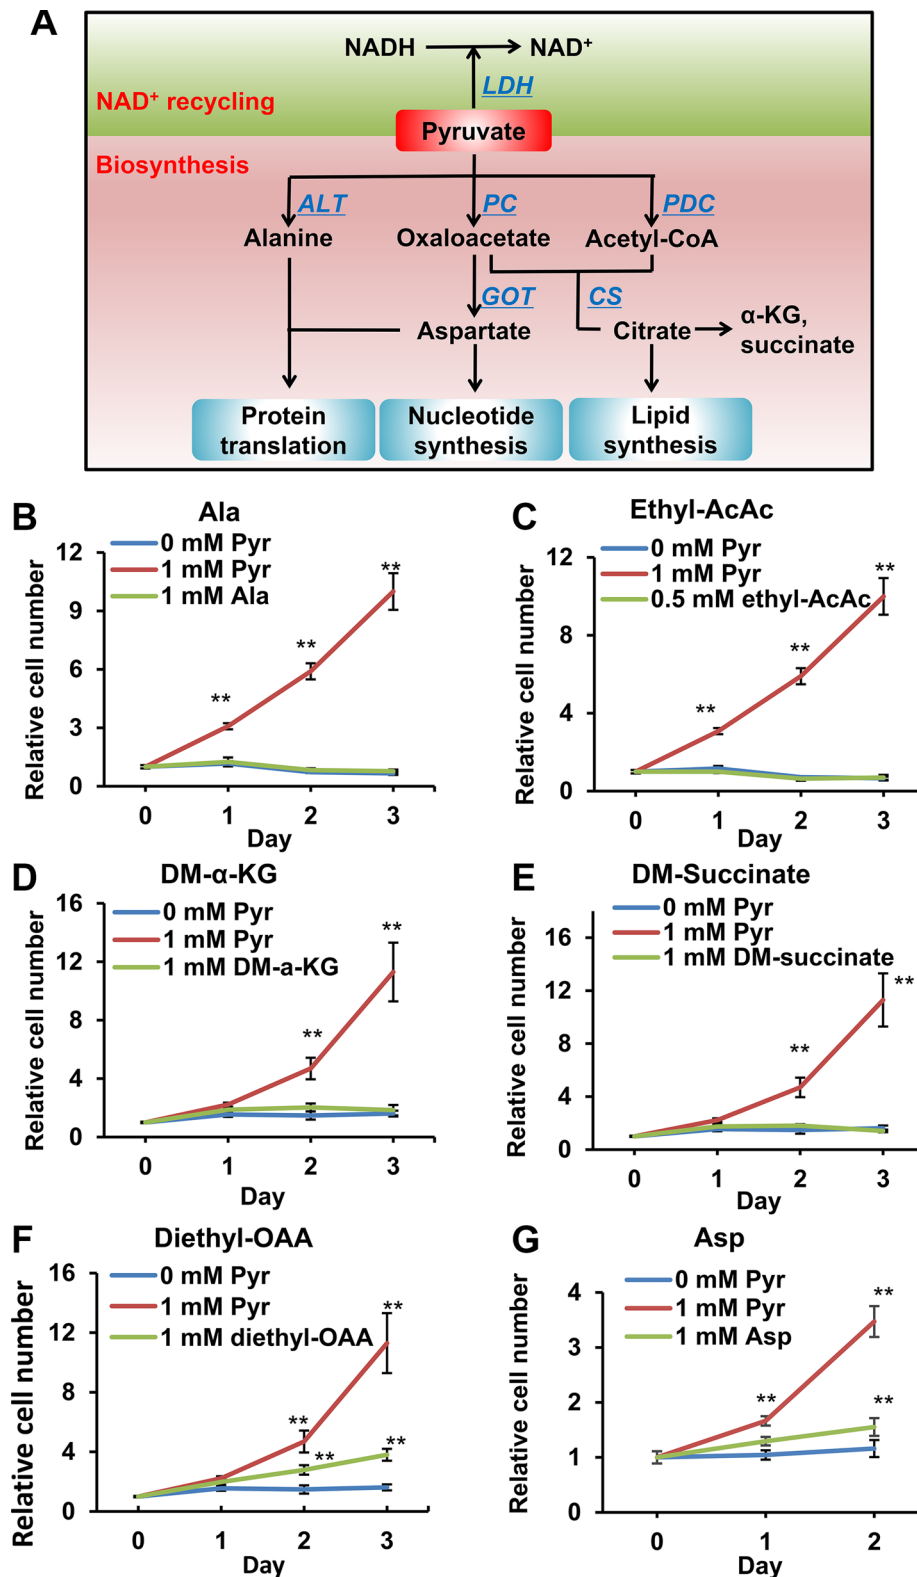 A
NADH
NAD+
LDH
NAD+ recycling
Pyruvate
Biosynthesis
ALT
PC
PDC
Alanine
Oxaloacetate
Acetyl-CoA
GOT
CS
Aspartate
Citrate
α-KG,
succinate
Protein
translation
Nucleotide
synthesis
Lipid
synthesis
B
Ala
0 mM Pyr
1 mM Pyr
1 mM Ala
Relative cell number
12
9
6
3
0
**
**
**
0 1 2 3
Day
C
Ethyl-AcAc
0 mM Pyr
1 mM Pyr
0.5 mM ethyl-AcAc
Relative cell number
12
8
4
0
**
**
**
0 1 2 3
Day
D
DM-α-KG
0 mM Pyr
1 mM Pyr
1 mM DM-a-KG
Relative cell number
16
12
8
4
0
**
**
0 1 2 3
Day
E
DM-Succinate
0 mM Pyr
1 mM Pyr
1 mM DM-succinate
Relative cell number
16
12
8
4
0
**
**
0 1 2 3
Day
F
Diethyl-OAA
0 mM Pyr
1 mM Pyr
1 mM diethyl-OAA
Relative cell number
16
12
8
4
0
**
**
**
**
0 1 2 3
Day
G
Asp
0 mM Pyr
1 mM Pyr
1 mM Asp
Relative cell number
4
3
2
1
0
**
**
**
0 1 2
Day